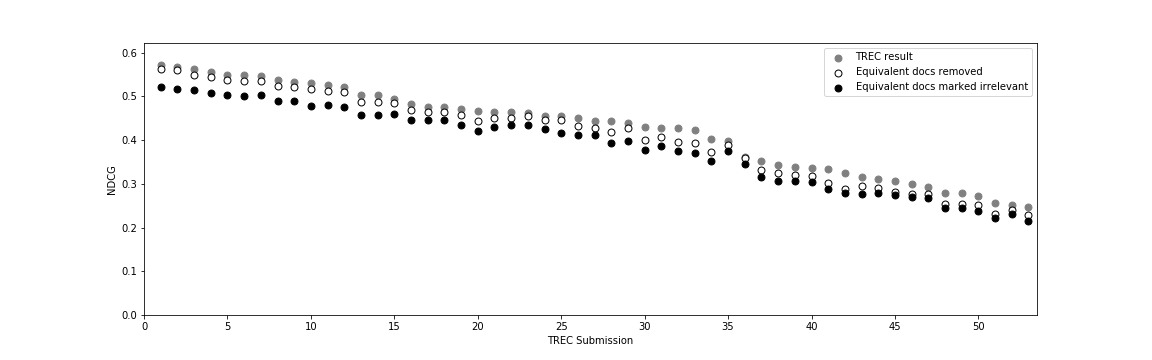 0.6
0.5
0.4
0.3
0.2
0.1
0.0
NDCG
TREC result
Equivalent docs removed
Equivalent docs marked irrelevant
0 5 10 15 20 25 30 35 40 45 50
TREC Submission